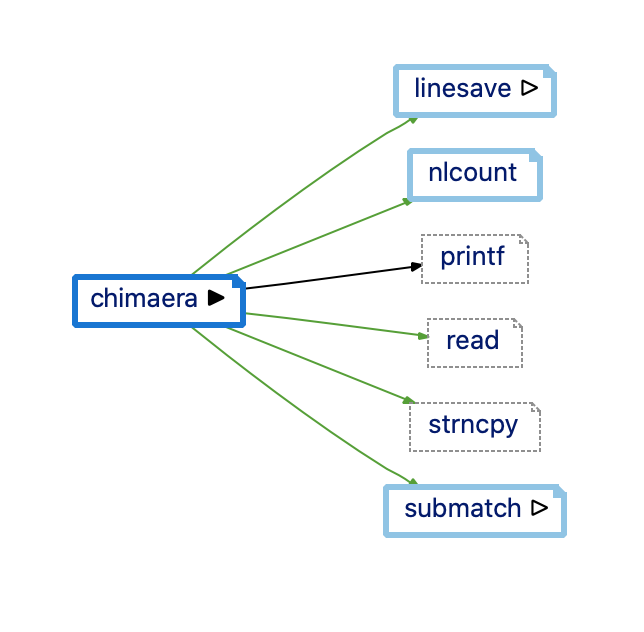 linesave
nlcount
printf
chimaera
read
strncpy
submatch